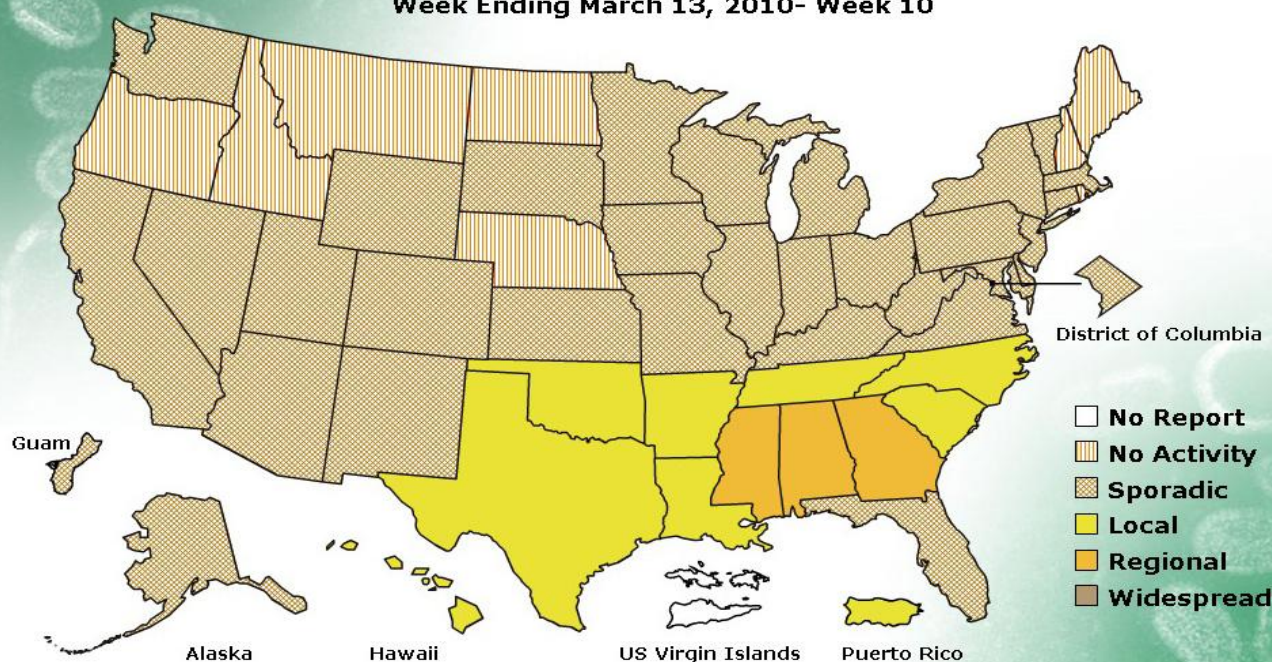 Week Ending March 13, 2010- Week 10
District of Columbia
Guam
No Report
No Activity
Sporadic
Local
Regional
Widespread
Alaska
Hawaii
US Virgin Islands
Puerto Rico